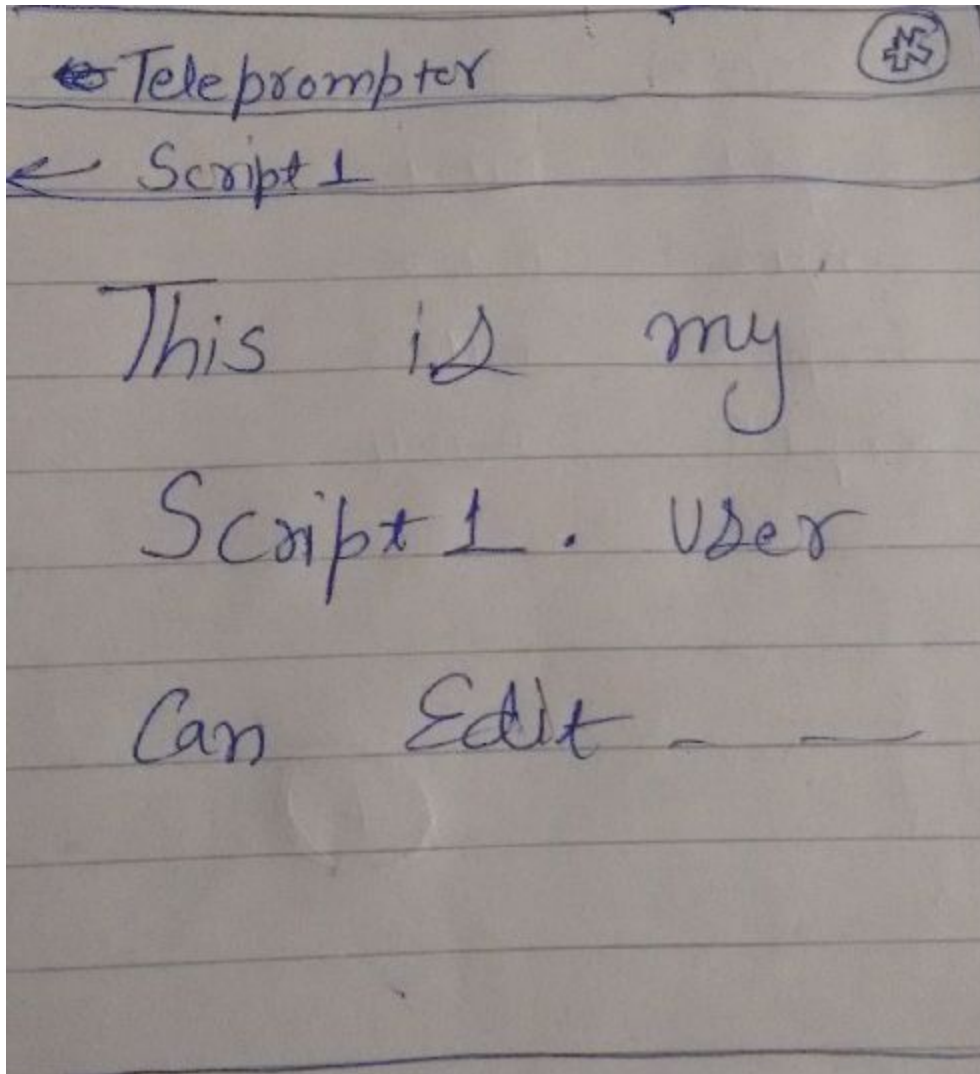 Teleprompter
← Script 1
This is my
Script 1. User
Can Edit - —